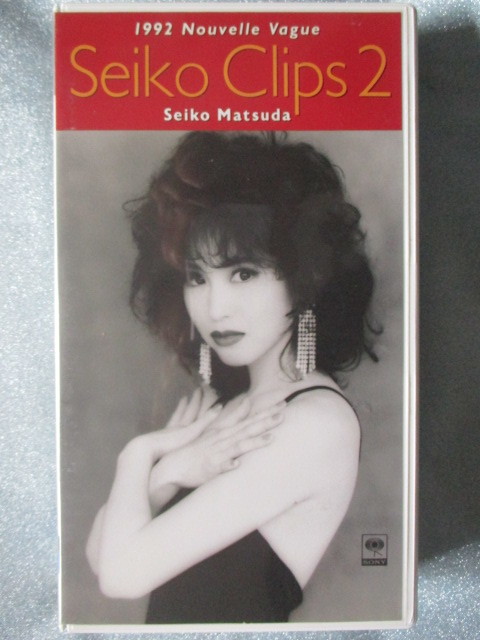 1992 Nouvelle Vague
Seiko Clips 2
Seiko Matsuda
SONY